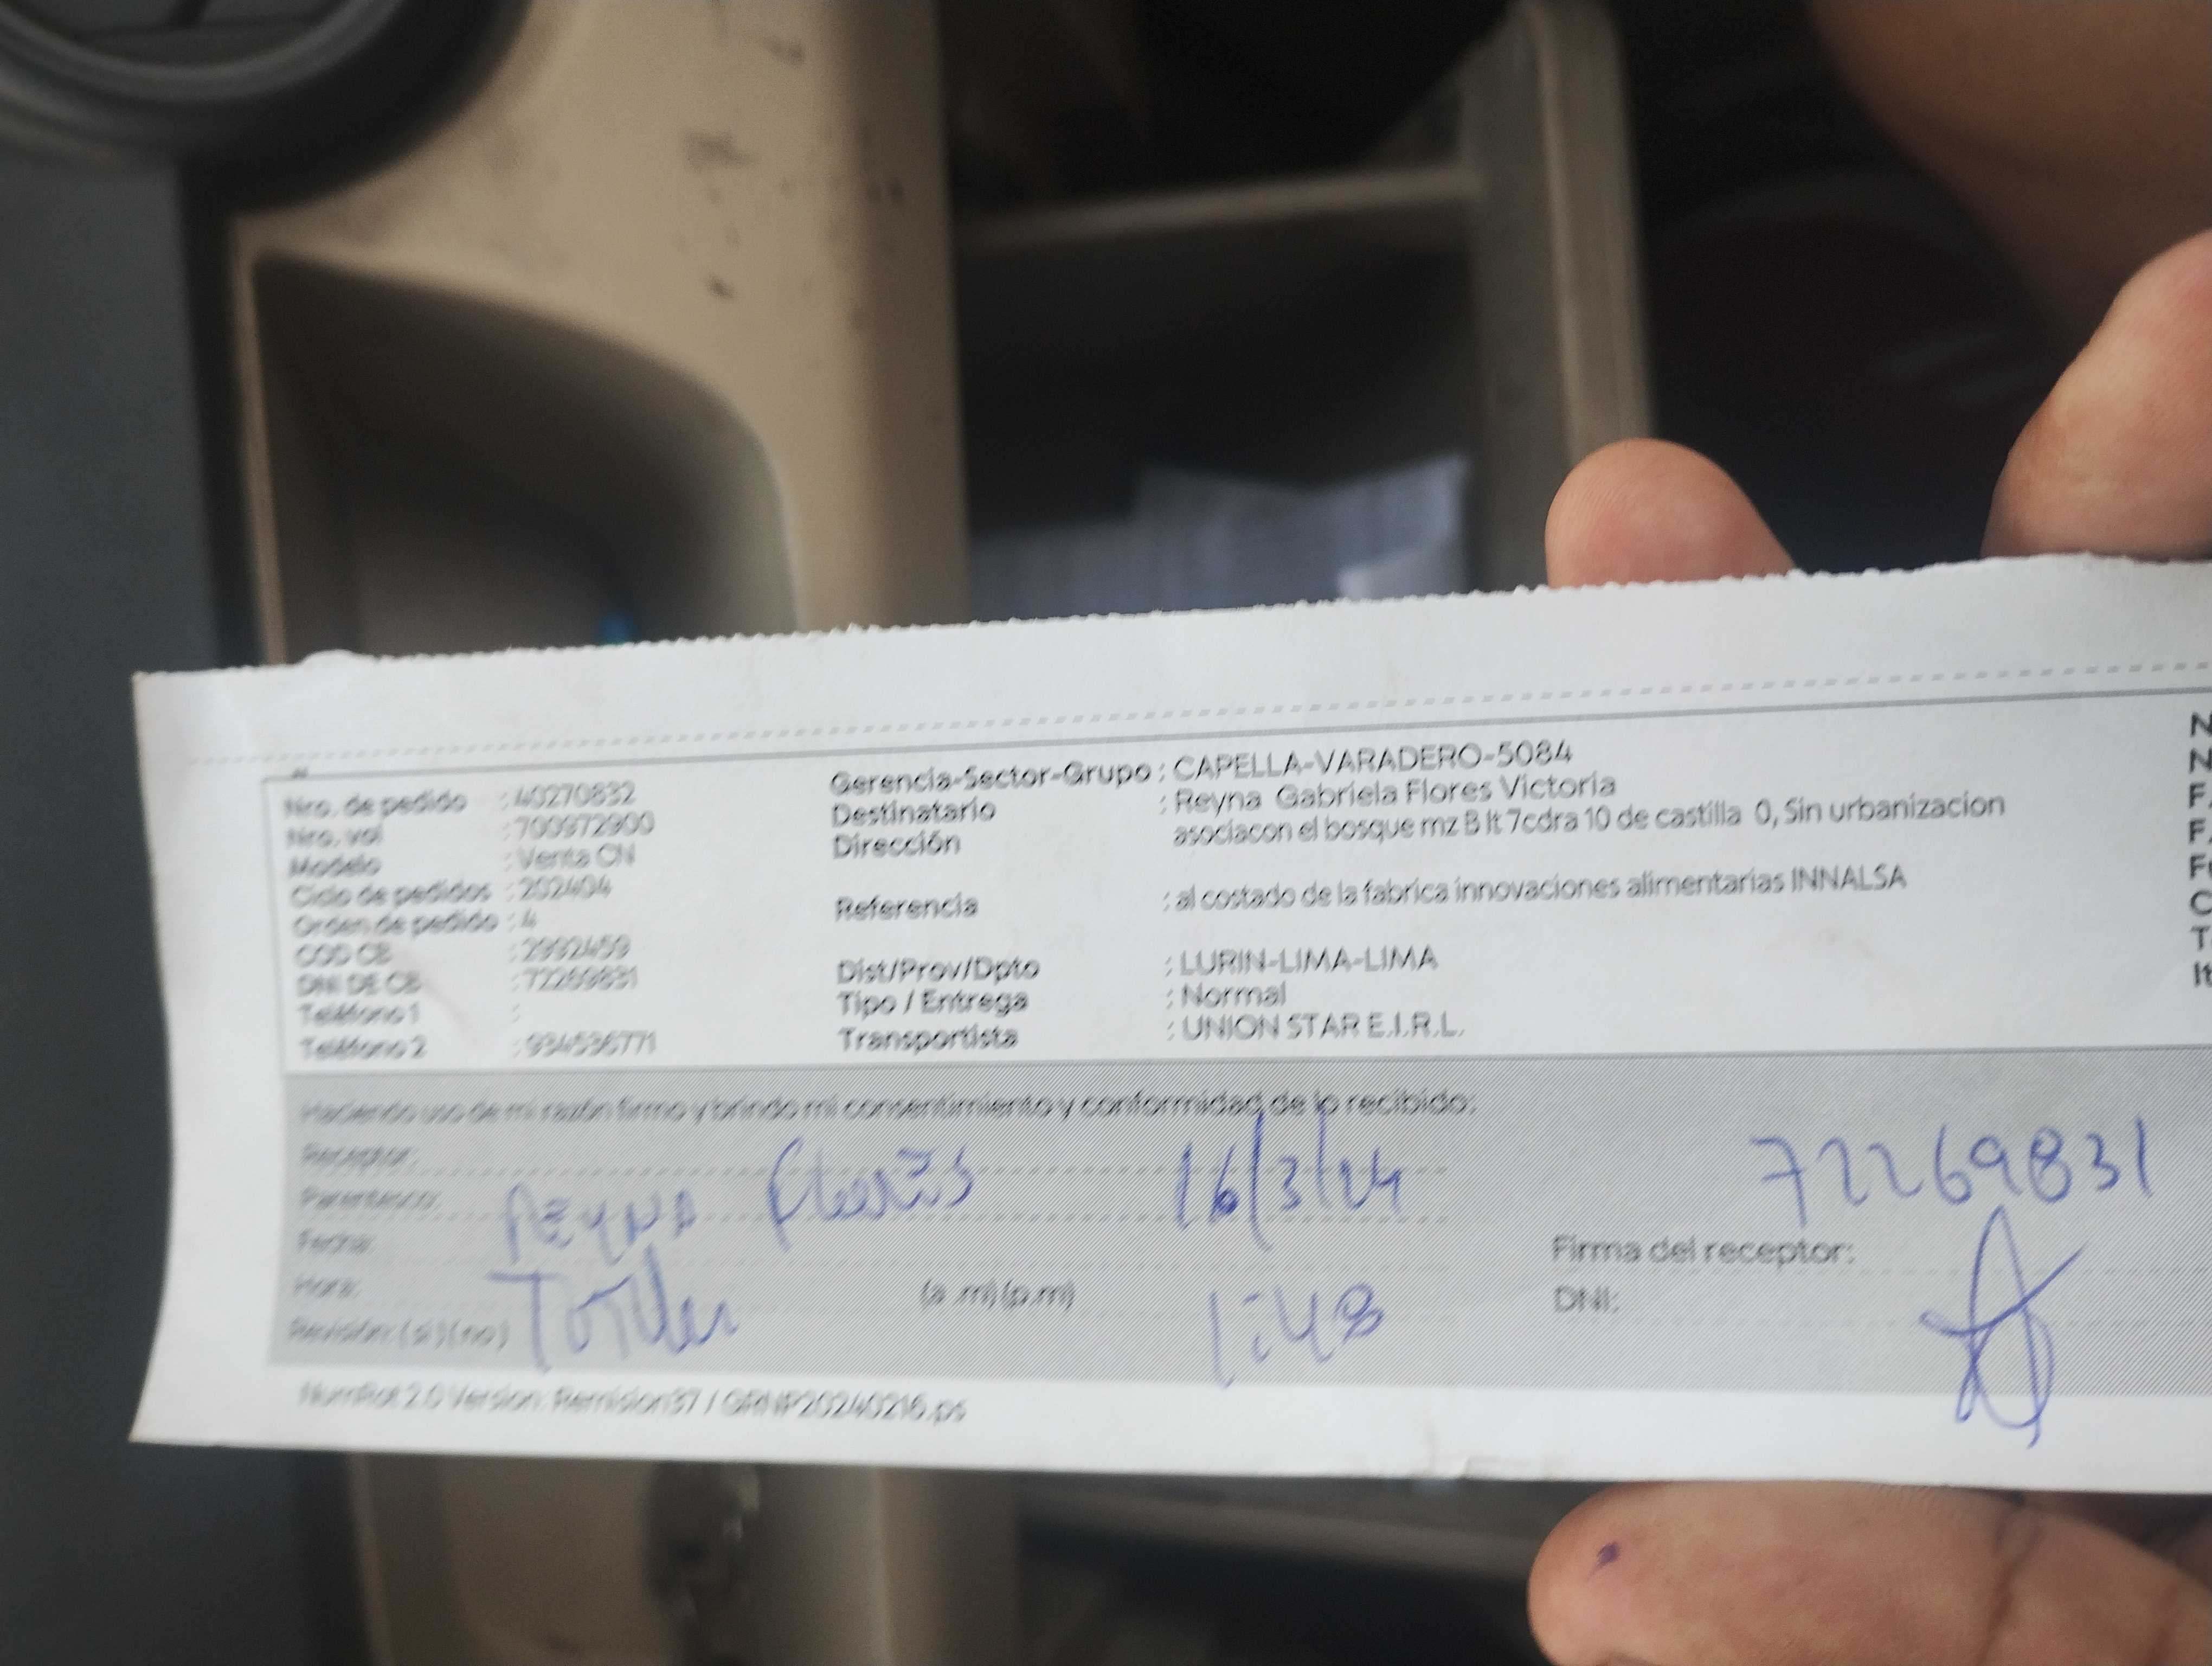 Nro. de pedido : 40270832
Nro. vol : 700972900
Modelo : Venta CN
Ciclo de pedidos : 202404
Orden de pedido : 4
COD CB : 2992459
DNI DE CB : 72269831
Teléfono 1 :
Teléfono 2 : 934536771
Gerencia-Sector-Grupo : CAPELLA-VARADERO-5084
Destinatario : Reyna Gabriela Flores Victoria
Dirección asociacon el bosque mz B lt 7cdra 10 de castilla 0, Sin urbanizacion
Referencia : al costado de la fabrica innovaciones alimentarias INNALSA
Dist/Prov/Dpto : LURIN-LIMA-LIMA
Tipo / Entrega : Normal
Transportista : UNION STAR E.I.R.L.
N
N
F
F
C
T
It
Haciendo uso de mi razón firmo y brindo mi consentimiento y conformidad de lo recibido:
Receptor:
Parentesco: REYNA Flores 16/3/24 72269831
Fecha:
Hora: (a .m) (p.m) 1:48
Revisión: (si) (no)
Firma del receptor:
DNI:
NumRot 2.0 Version: Remision37 / GRNP20240216.ps